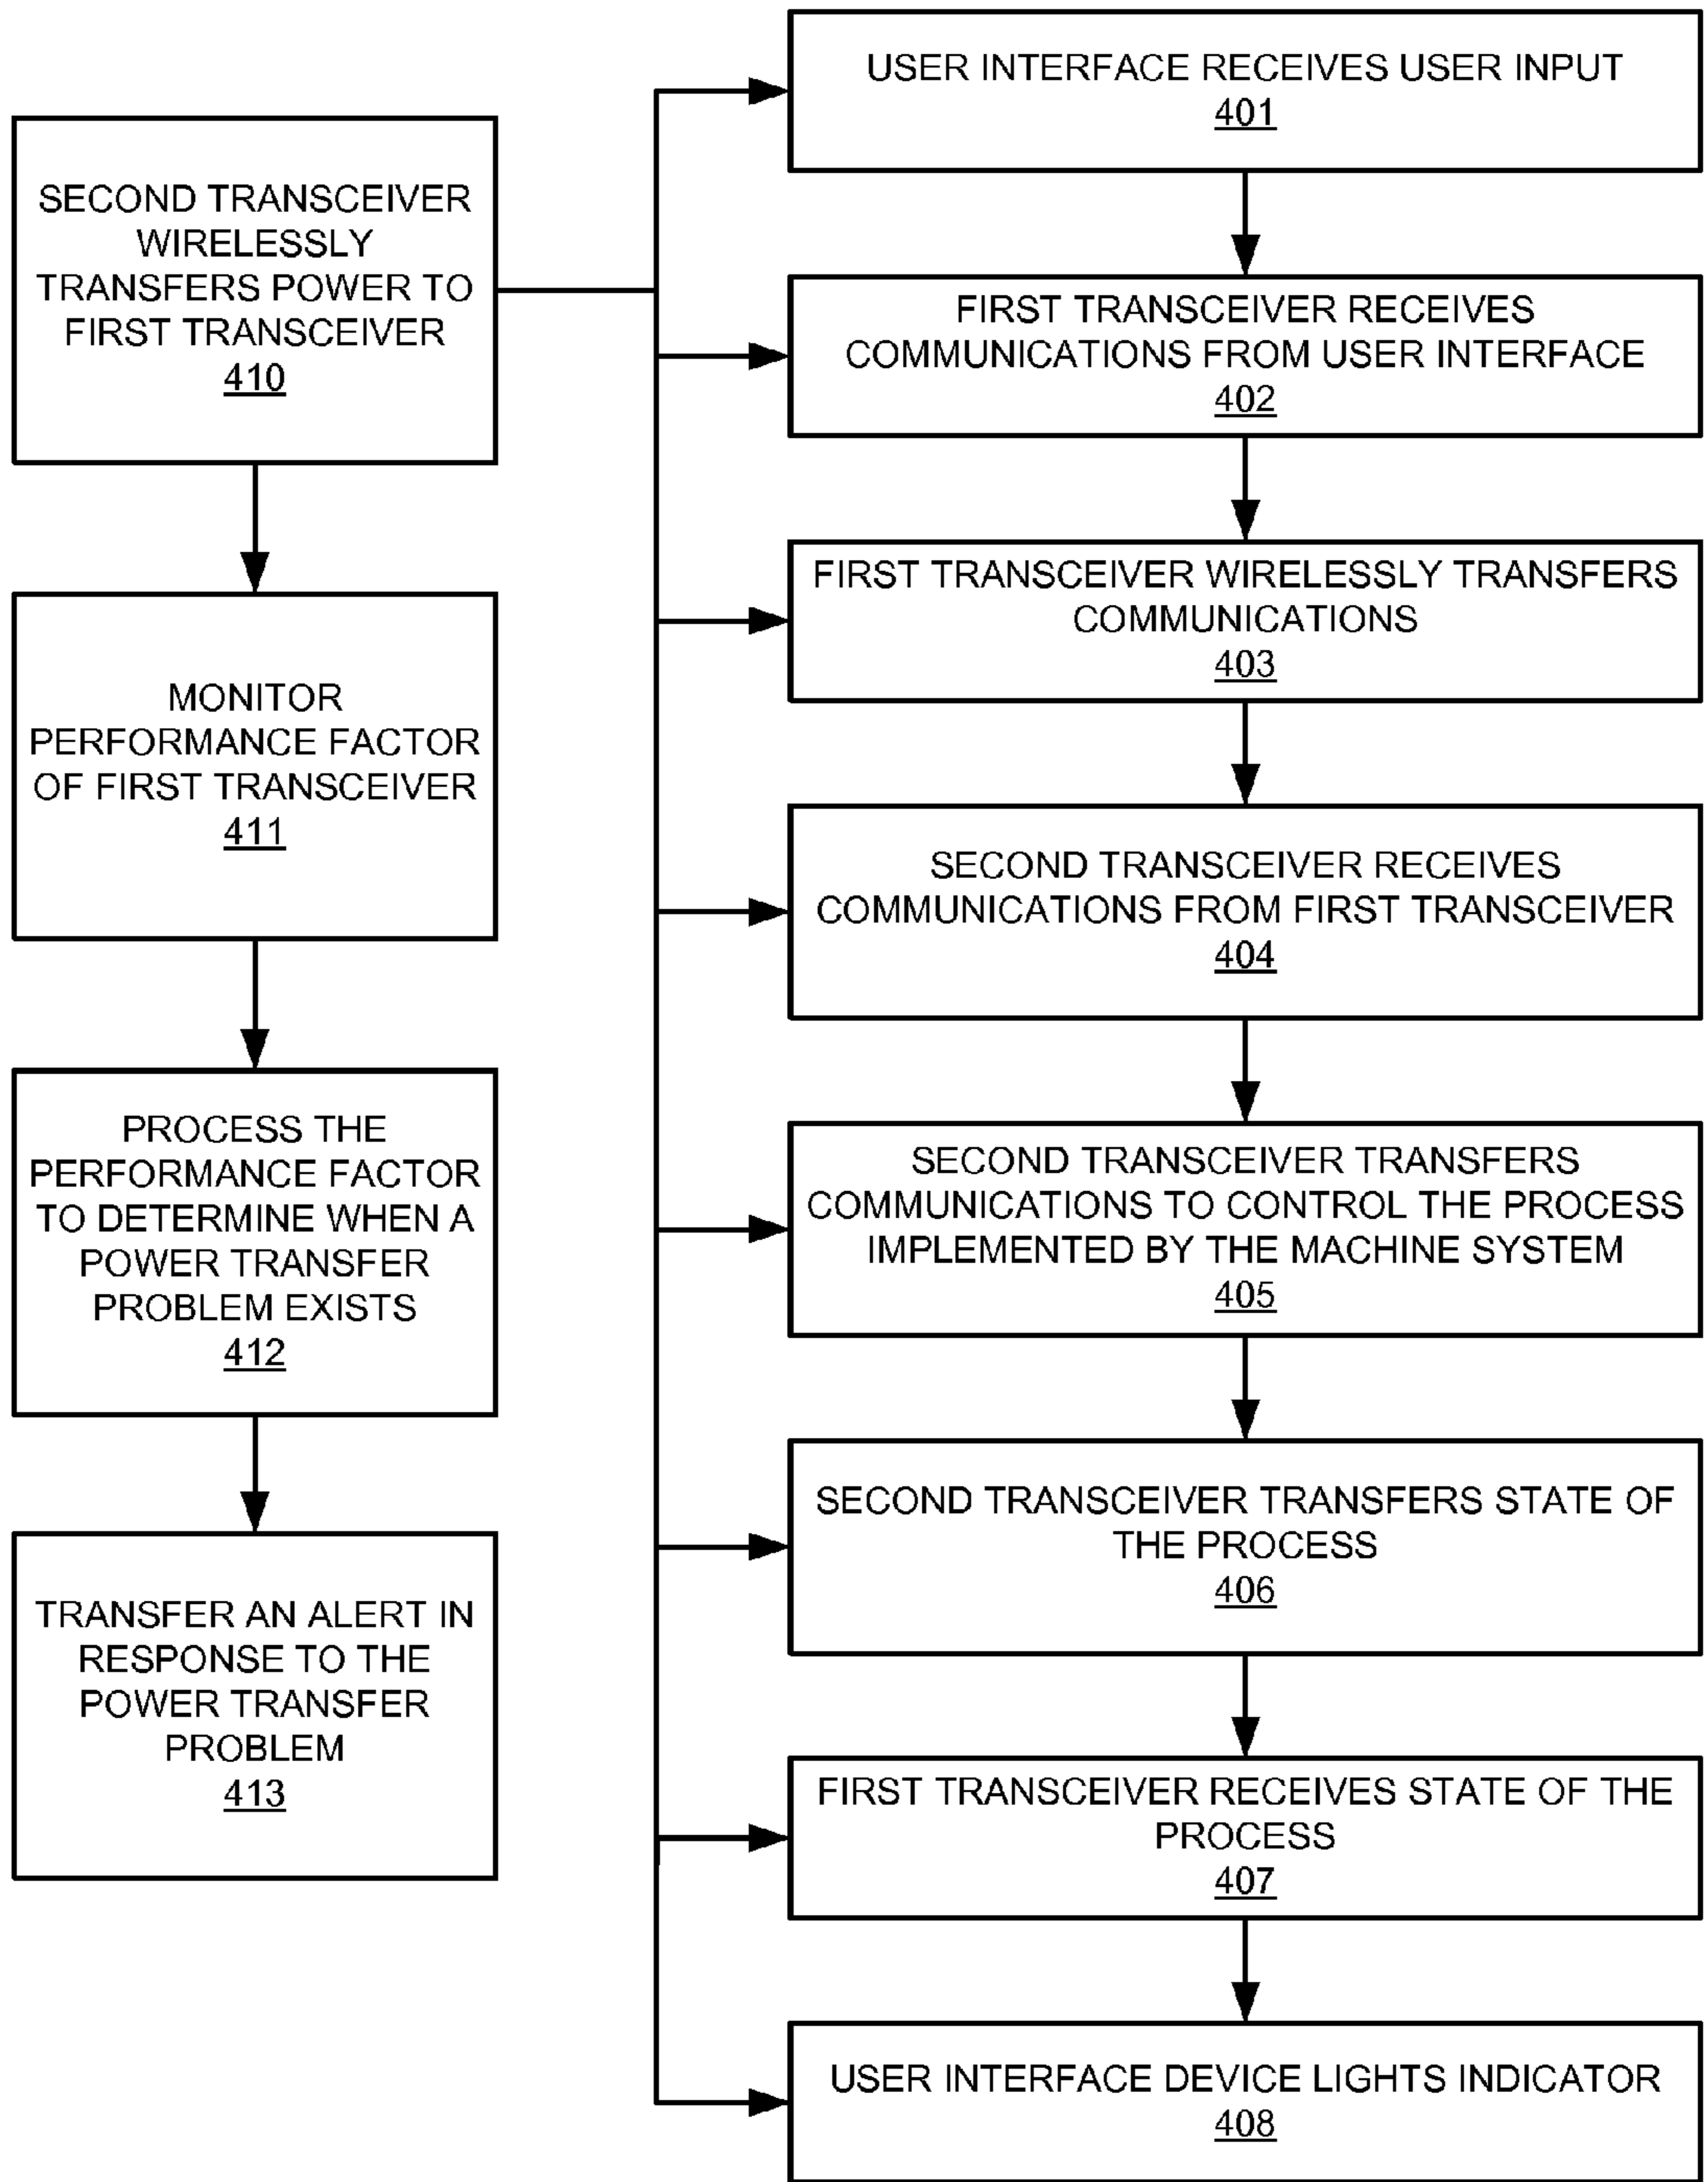 SECOND TRANSCEIVER
WIRELESSLY
TRANSFERS POWER TO
FIRST TRANSCEIVER
410
MONITOR
PERFORMANCE FACTOR
OF FIRST TRANSCEIVER
411
PROCESS THE
PERFORMANCE FACTOR
TO DETERMINE WHEN A
POWER TRANSFER
PROBLEM EXISTS
412
TRANSFER AN ALERT IN
RESPONSE TO THE
POWER TRANSFER
PROBLEM
413
USER INTERFACE RECEIVES USER INPUT
401
FIRST TRANSCEIVER RECEIVES
COMMUNICATIONS FROM USER INTERFACE
402
FIRST TRANSCEIVER WIRELESSLY TRANSFERS
COMMUNICATIONS
403
SECOND TRANSCEIVER RECEIVES
COMMUNICATIONS FROM FIRST TRANSCEIVER
404
SECOND TRANSCEIVER TRANSFERS
COMMUNICATIONS TO CONTROL THE PROCESS
IMPLEMENTED BY THE MACHINE SYSTEM
405
SECOND TRANSCEIVER TRANSFERS STATE OF
THE PROCESS
406
FIRST TRANSCEIVER RECEIVES STATE OF THE
PROCESS
407
USER INTERFACE DEVICE LIGHTS INDICATOR
408